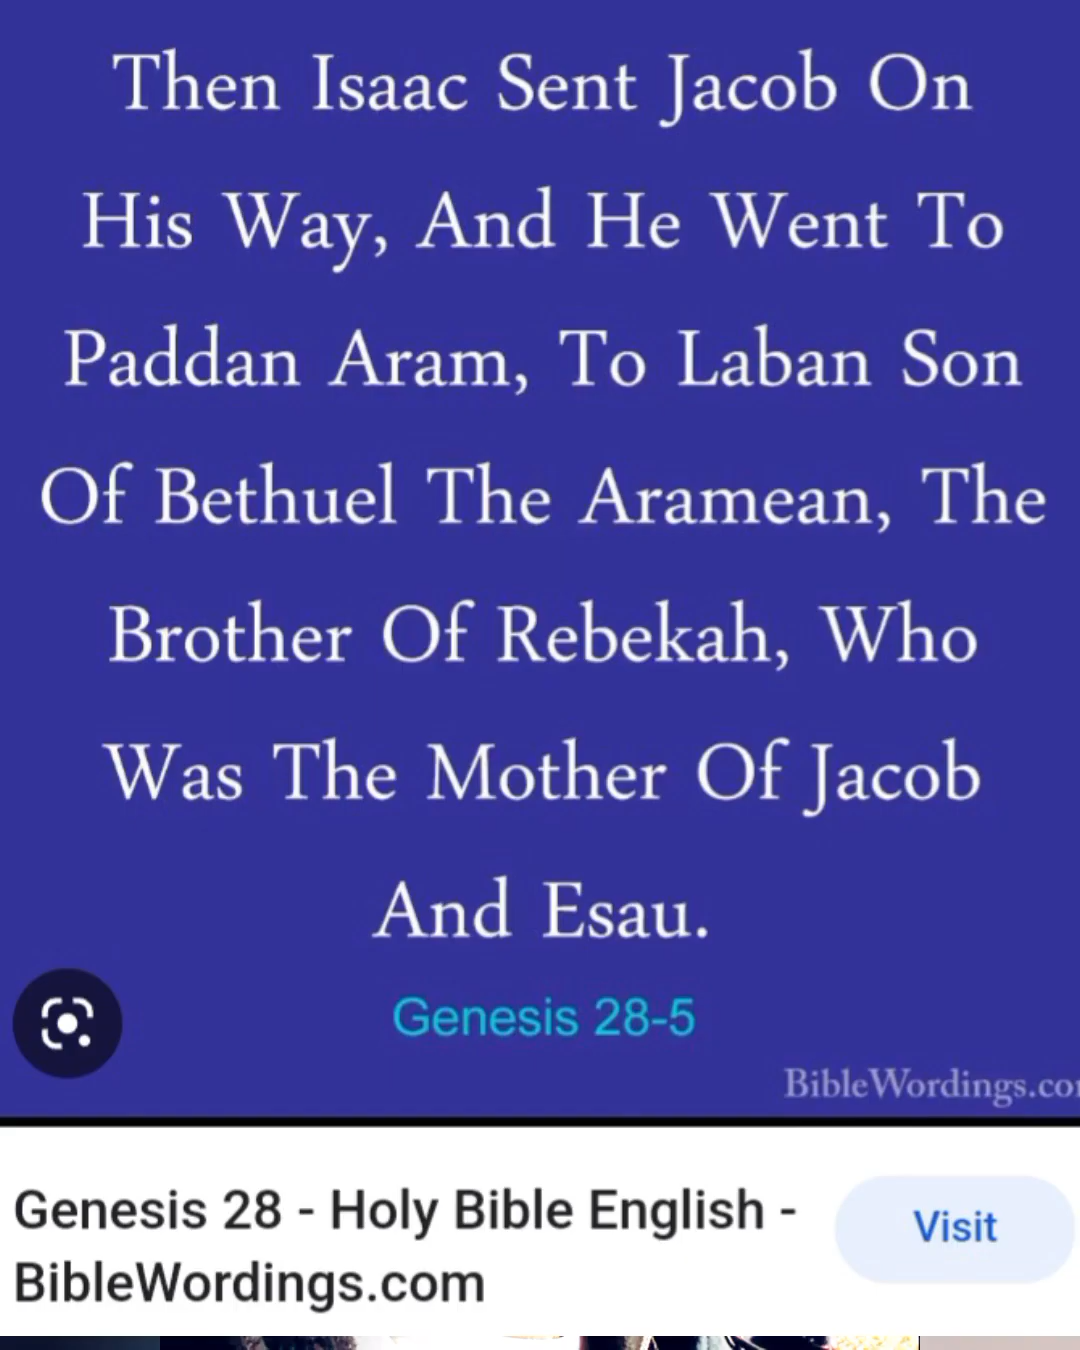 Then Isaac Sent Jacob On
His Way, And He Went To
Paddan Aram, To Laban Son
Of Bethuel The Aramean, The
Brother Of Rebekah, Who
Was The Mother Of Jacob
And Esau.
Genesis 28-5
BibleWordings.co
Genesis 28 - Holy Bible English -
BibleWordings.com
Visit